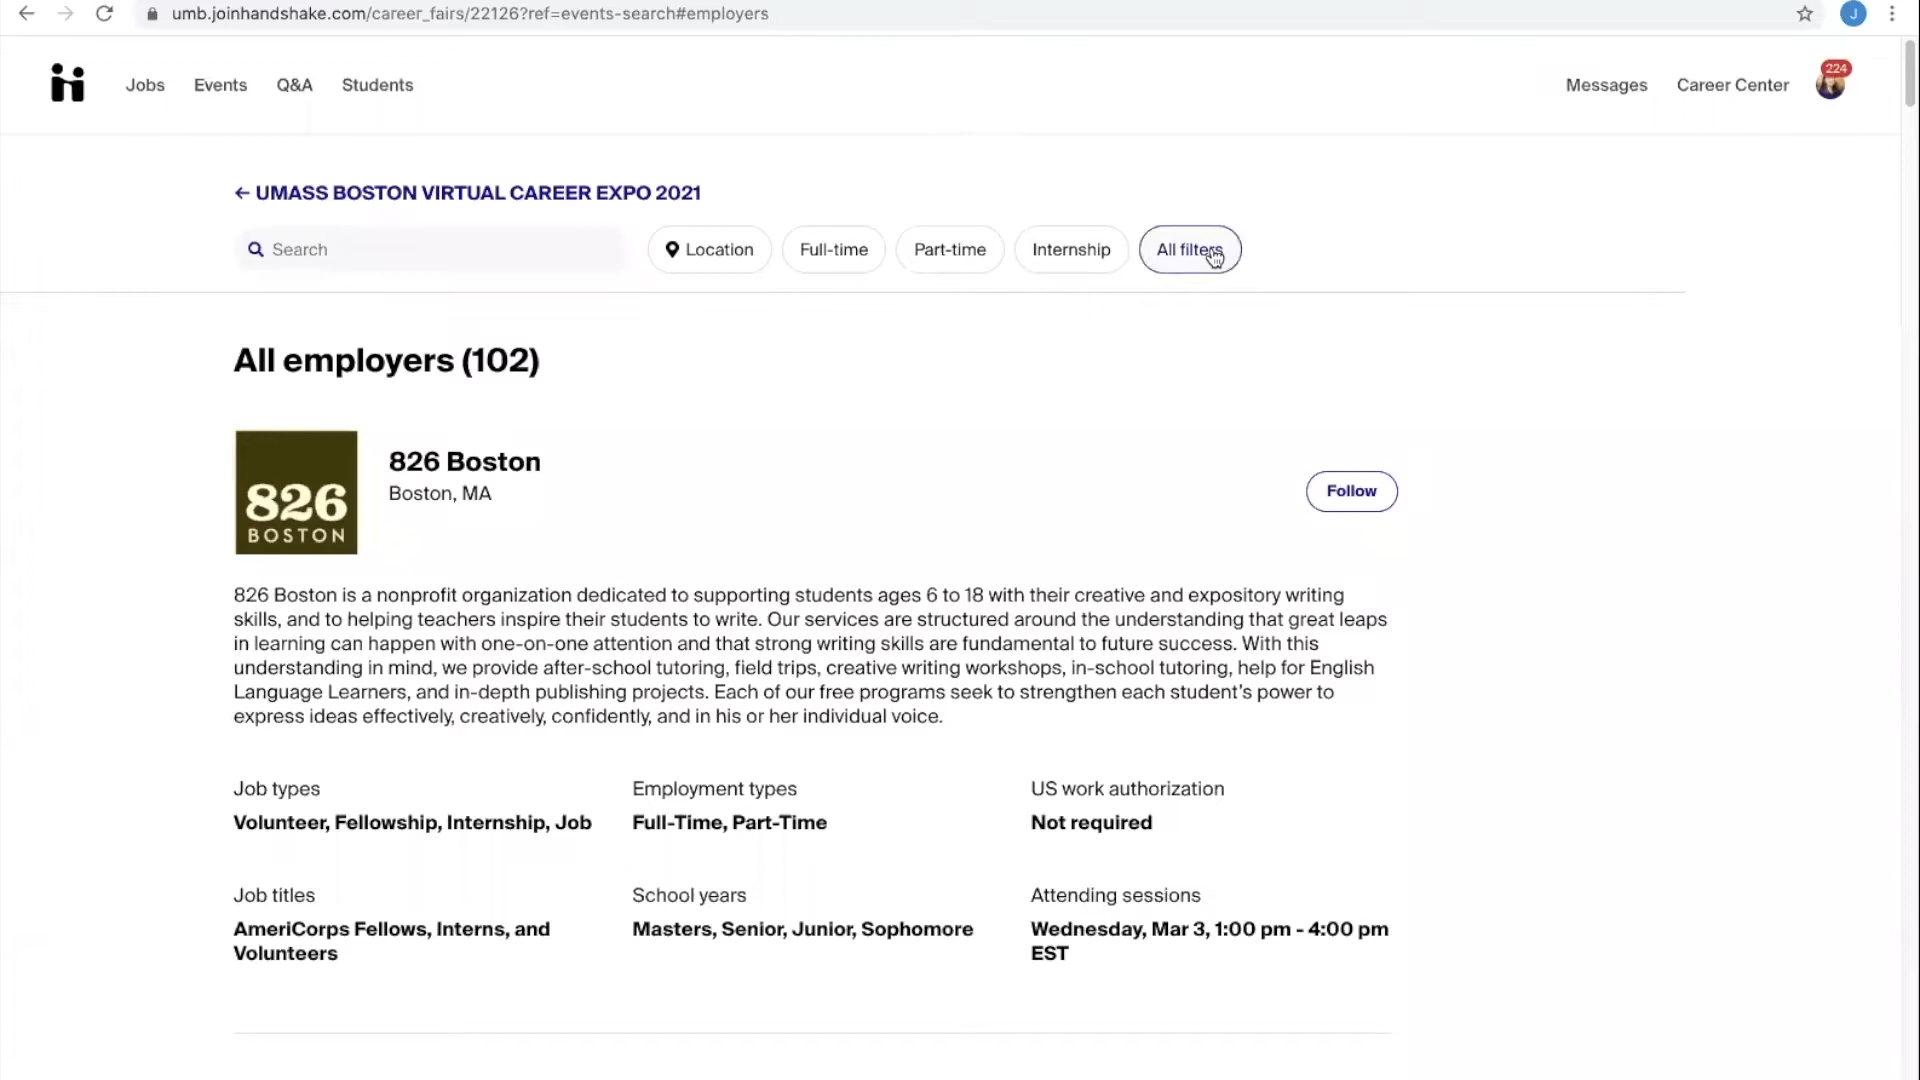 umb.joinhandshake.com/career_fairs/22126?ref=events-search#employers
J
Jobs Events Q&A Students Messages Career Center 224
← UMASS BOSTON VIRTUAL CAREER EXPO 2021
Search Location Full-time Part-time Internship All filters
All employers (102)
826 Boston
Boston, MA
Follow
826
BOSTON
826 Boston is a nonprofit organization dedicated to supporting students ages 6 to 18 with their creative and expository writing
skills, and to helping teachers inspire their students to write. Our services are structured around the understanding that great leaps
in learning can happen with one-on-one attention and that strong writing skills are fundamental to future success. With this
understanding in mind, we provide after-school tutoring, field trips, creative writing workshops, in-school tutoring, help for English
Language Learners, and in-depth publishing projects. Each of our free programs seek to strengthen each student's power to
express ideas effectively, creatively, confidently, and in his or her individual voice.
Job types Employment types US work authorization
Volunteer, Fellowship, Internship, Job Full-Time, Part-Time Not required
Job titles School years Attending sessions
AmeriCorps Fellows, Interns, and Masters, Senior, Junior, Sophomore Wednesday, Mar 3, 1:00 pm - 4:00 pm
Volunteers EST